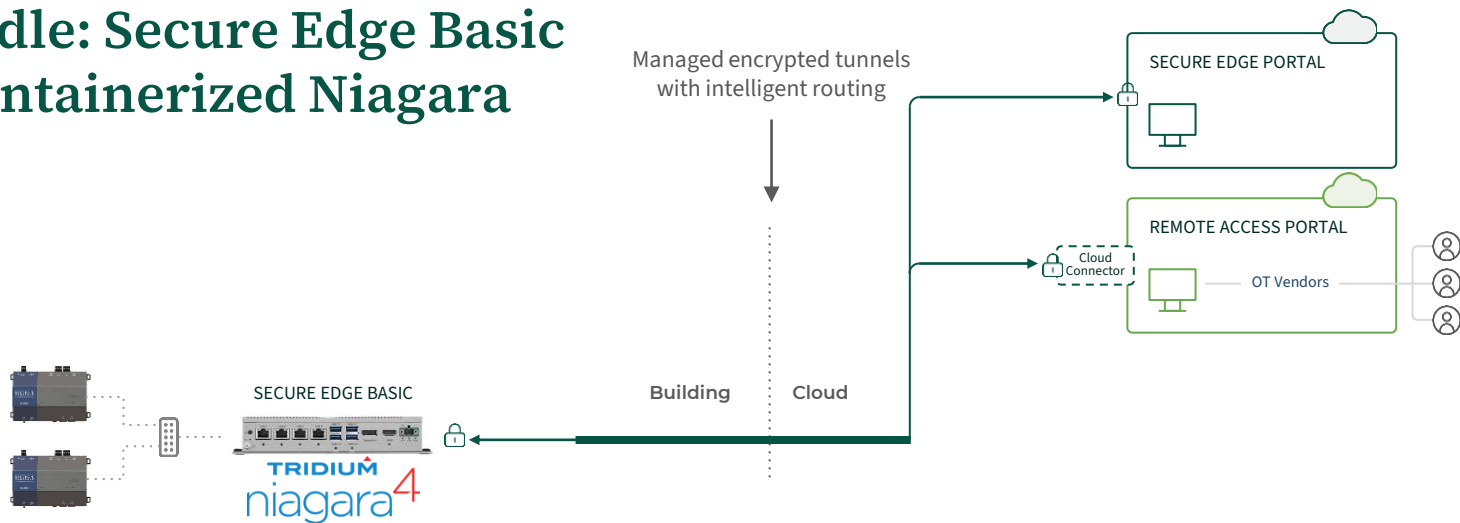 dle: Secure Edge Basic
ntainerized Niagara
Managed encrypted tunnels
with intelligent routing
SECURE EDGE PORTAL
REMOTE ACCESS PORTAL
Cloud
Connector
OT Vendors
Building
Cloud
SECURE EDGE BASIC
TRIDIUM
niagara4